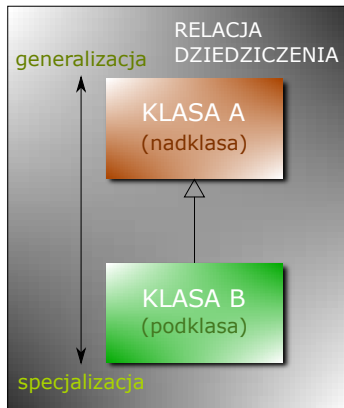 RELACJA
DZIEDZICZENIA
generalizacja
KLASA A
(nadklasa)
KLASA B
(podklasa)
specjalizacja